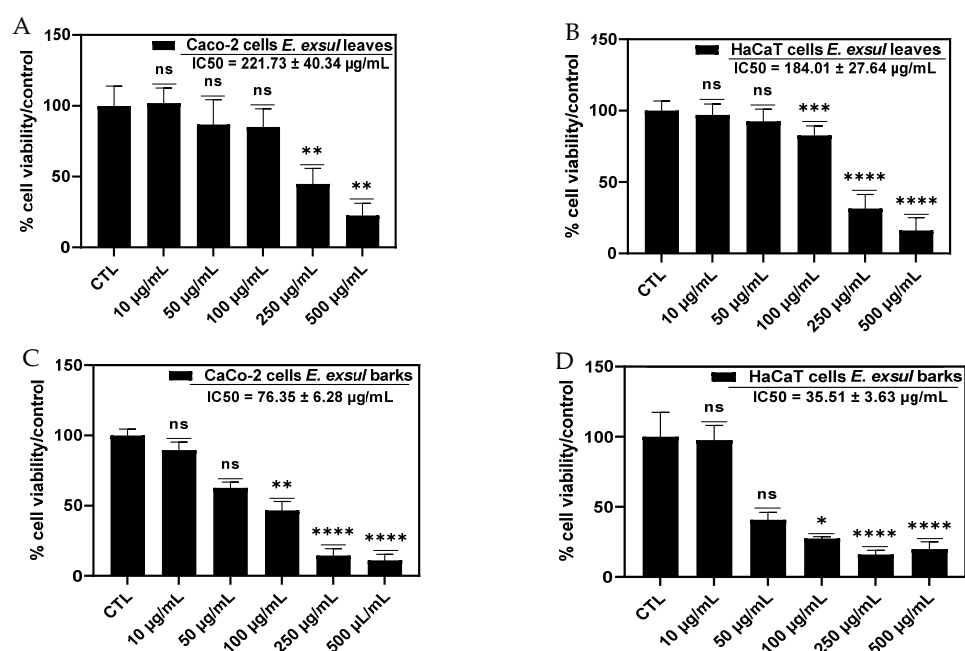 A
Caco-2 cells E. exsul leaves
IC50 = 221.73 ± 40.34 µg/mL
% cell viability/control
150
100
50
0
ns
ns
ns
**
**
CTL
10 µg/mL
50 µg/mL
100 µg/mL
250 µg/mL
500 µg/mL
B
HaCaT cells E. exsul leaves
IC50 = 184.01 ± 27.64 µg/mL
% cell viability/control
150
100
50
0
ns
ns
***
****
****
CTL
10 µg/mL
50 µg/mL
100 µg/mL
250 µg/mL
500 µg/mL
C
CaCo-2 cells E. exsul barks
IC50 = 76.35 ± 6.28 µg/mL
% cell viability/control
150
100
50
0
ns
ns
**
****
****
CTL
10 µg/mL
50 µg/mL
100 µg/mL
250 µg/mL
500 µL/mL
D
HaCaT cells E. exsul barks
IC50 = 35.51 ± 3.63 µg/mL
% cell viability/control
150
100
50
0
ns
ns
*
****
****
CTL
10 µg/mL
50 µg/mL
100 µg/mL
250 µg/mL
500 µg/mL